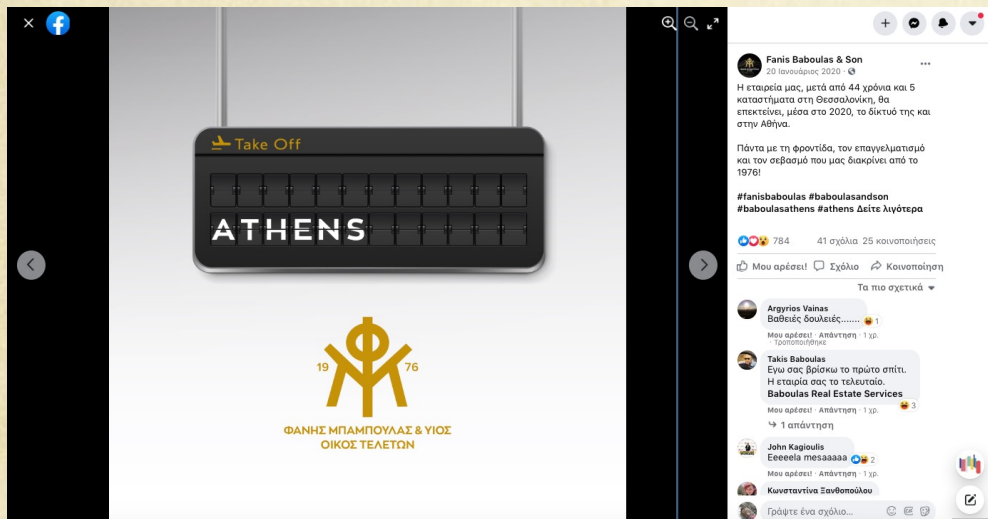 Take Off
ATHENS
19 76
ΦΑΝΗΣ ΜΠΑΜΠΟΥΛΑΣ & ΥΙΟΣ
ΟΙΚΟΣ ΤΕΛΕΤΩΝ
Fanis Baboulas & Son
20 Ιανουάριος 2020 ·
Η εταιρεία μας, μετά από 44 χρόνια και 5
καταστήματα στη Θεσσαλονίκη, θα
επεκτείνει, μέσα στο 2020, το δίκτυό της και
στην Αθήνα.
Πάντα με τη φροντίδα, τον επαγγελματισμό
και τον σεβασμό που μας διακρίνει από το
1976!
#fanisbaboulas #baboulasandson
#baboulasathens #athens Δείτε λιγότερα
784 41 σχόλια 25 κοινοποιήσεις
Μου αρέσει! Σχόλιο Κοινοποίηση
Τα πιο σχετικά
Argyrios Vainas
Βαθειές δουλειές....... 1
Μου αρέσει! · Απάντηση · 1 χρ.
· Τροποποιήθηκε
Takis Baboulas
Εγω σας βρίσκω το πρώτο σπίτι.
Η εταιρία σας το τελευταίο.
Baboulas Real Estate Services
3
Μου αρέσει! · Απάντηση · 1 χρ.
1 απάντηση
John Kagioulis
Eeeeela mesaaaaa 2
Μου αρέσει! · Απάντηση · 1 χρ.
Κωνσταντίνα Ξανθοπούλου
Γράψτε ένα σχόλιο...